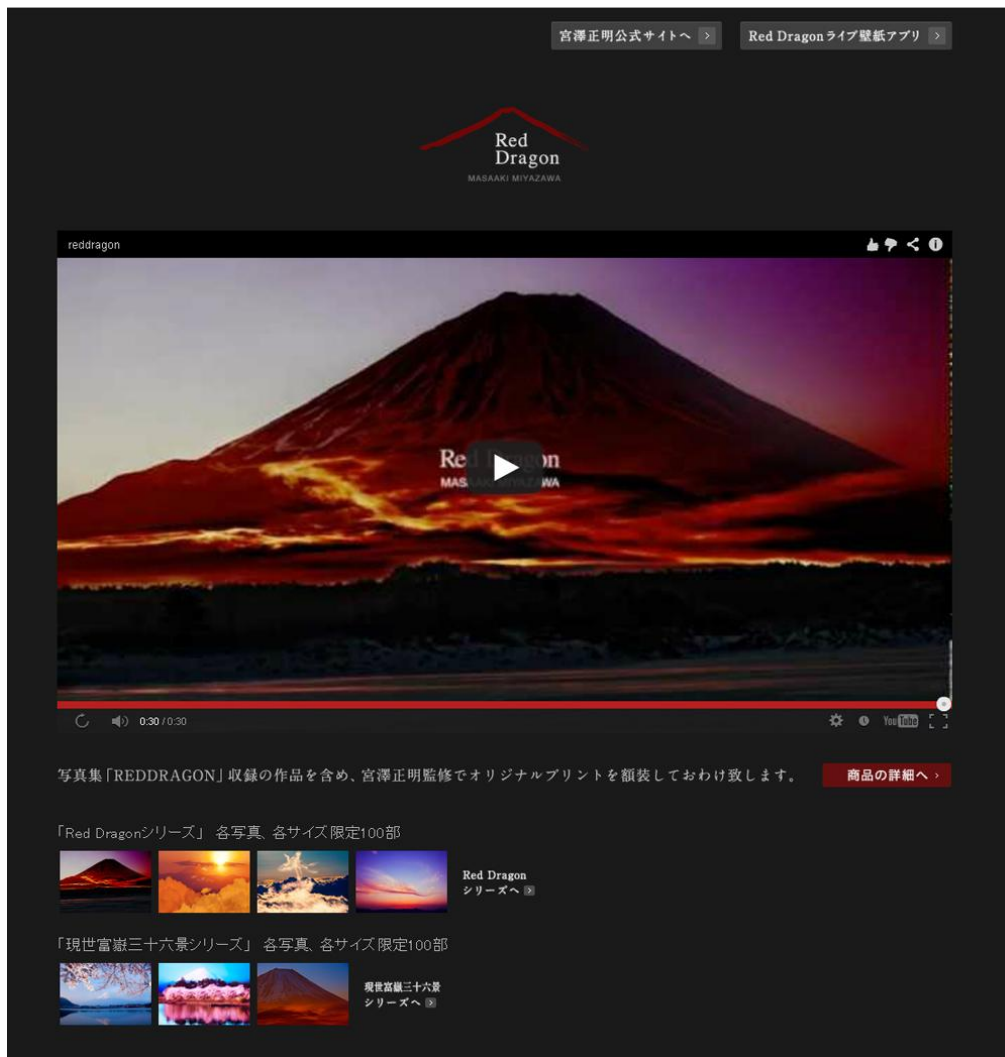 宮澤正明公式サイトへ
Red Dragonライブ壁紙アプリ
Red
Dragon
MASAAKI MIYAZAWA
reddragon
Red Dragon
MASAAKI MIYAZAWA
0:30 / 0:30
YouTube
写真集「REDDRAGON」収録の作品を含め、宮澤正明監修でオリジナルプリントを額装しておわけ致します。
商品の詳細へ
「Red Dragonシリーズ」 各写真、各サイズ限定100部
Red Dragon
シリーズへ
「現世富嶽三十六景シリーズ」 各写真、各サイズ限定100部
現世富嶽三十六景
シリーズへ